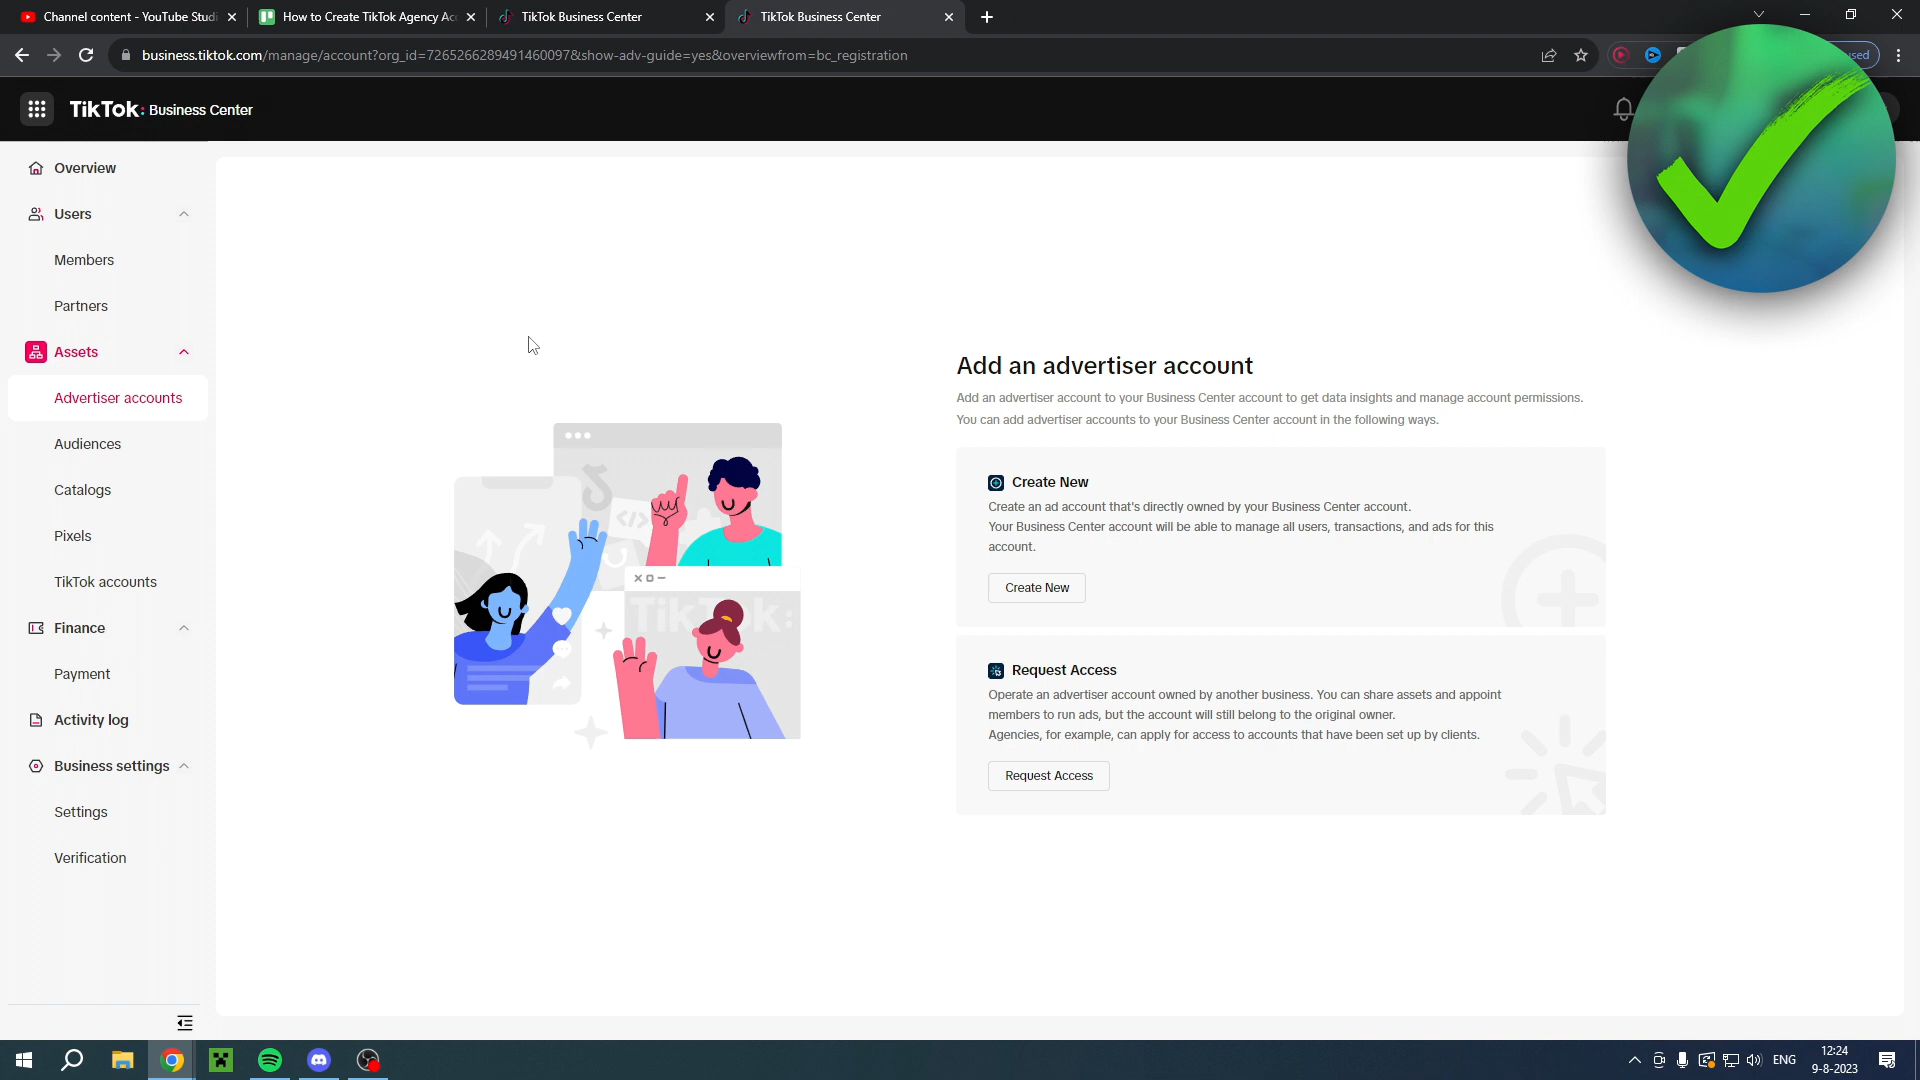 Channel content - YouTube Studi
How to Create TikTok Agency Acc
TikTok Business Center
TikTok Business Center
business.tiktok.com/manage/account?org_id=7265266289491460097&show-adv-guide=yes&overviewfrom=bc_registration
TikTok: Business Center
Overview
Users
Members
Partners
Assets
Advertiser accounts
Audiences
Catalogs
Pixels
TikTok accounts
Finance
Payment
Activity log
Business settings
Settings
Verification
TikTok:
Add an advertiser account
Add an advertiser account to your Business Center account to get data insights and manage account permissions.
You can add advertiser accounts to your Business Center account in the following ways.
Create New
Create an ad account that's directly owned by your Business Center account.
Your Business Center account will be able to manage all users, transactions, and ads for this
account.
Create New
Request Access
Operate an advertiser account owned by another business. You can share assets and appoint
members to run ads, but the account will still belong to the original owner.
Agencies, for example, can apply for access to accounts that have been set up by clients.
Request Access
ENG
12:24
9-8-2023